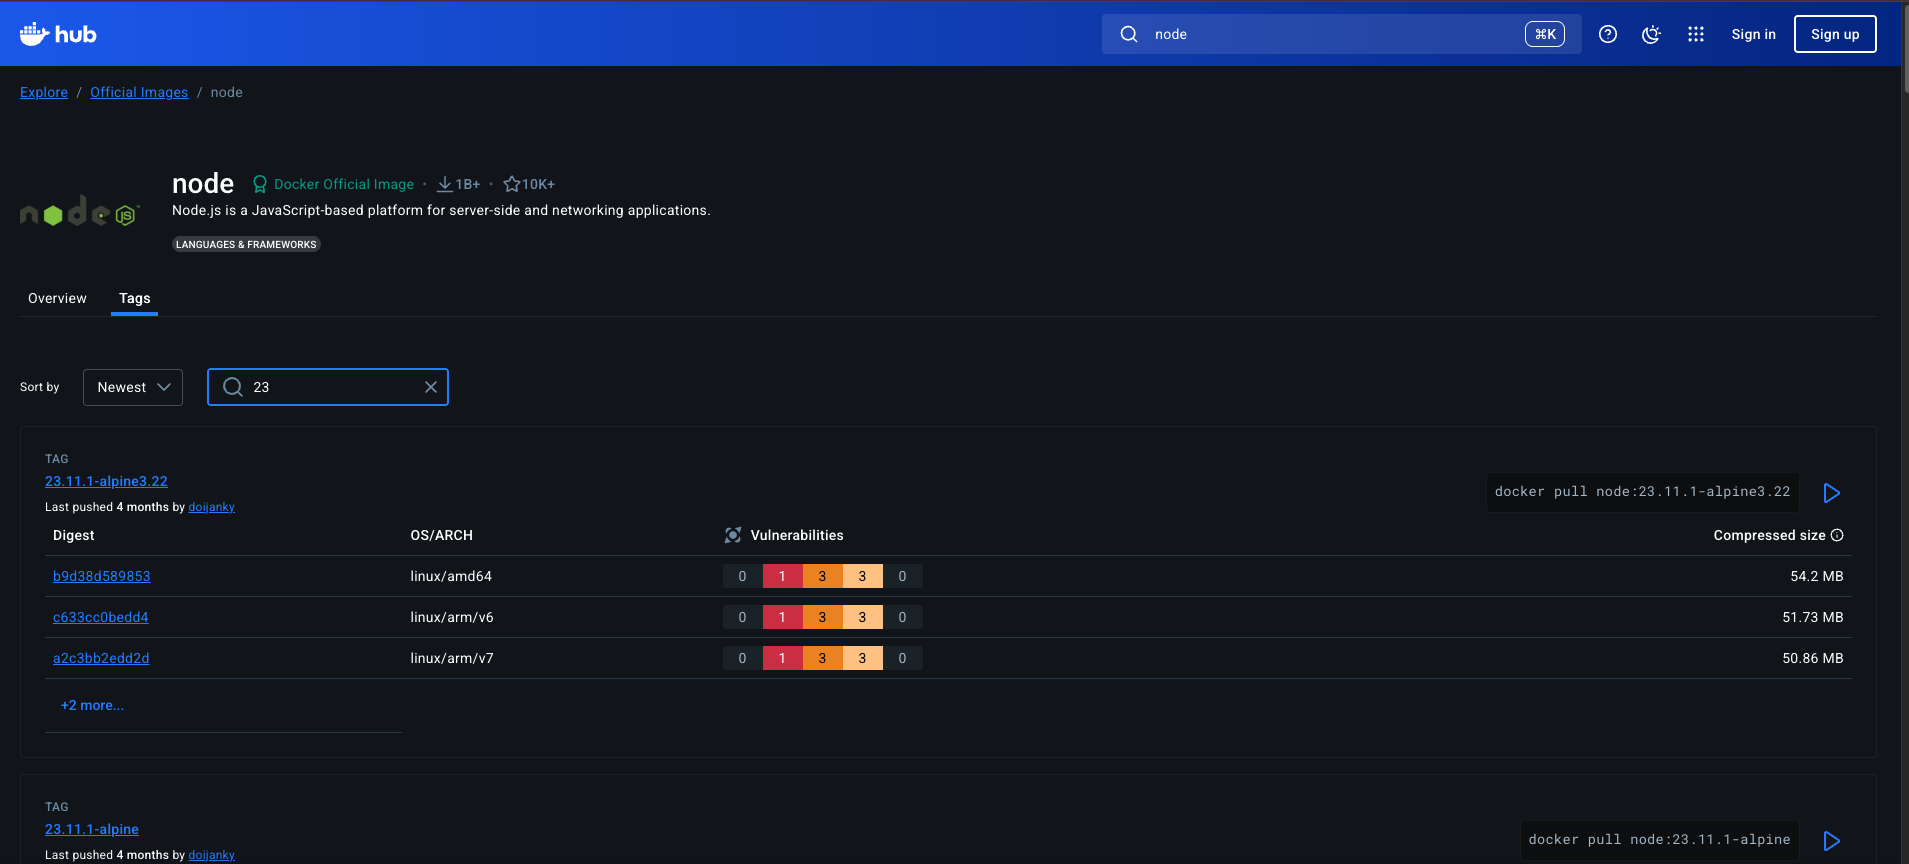 hub
node
⌘K
Sign in
Sign up
Explore / Official Images / node
node JS
node Docker Official Image · 1B+ · 10K+
Node.js is a JavaScript-based platform for server-side and networking applications.
LANGUAGES & FRAMEWORKS
Overview Tags
Sort by Newest 23
TAG
23.11.1-alpine3.22
docker pull node:23.11.1-alpine3.22
Last pushed 4 months by doijanky
Digest OS/ARCH Vulnerabilities Compressed size
b9d38d589853 linux/amd64 0 1 3 3 0 54.2 MB
c633cc0bedd4 linux/arm/v6 0 1 3 3 0 51.73 MB
a2c3bb2edd2d linux/arm/v7 0 1 3 3 0 50.86 MB
+2 more...
TAG
23.11.1-alpine
docker pull node:23.11.1-alpine
Last pushed 4 months by doijanky